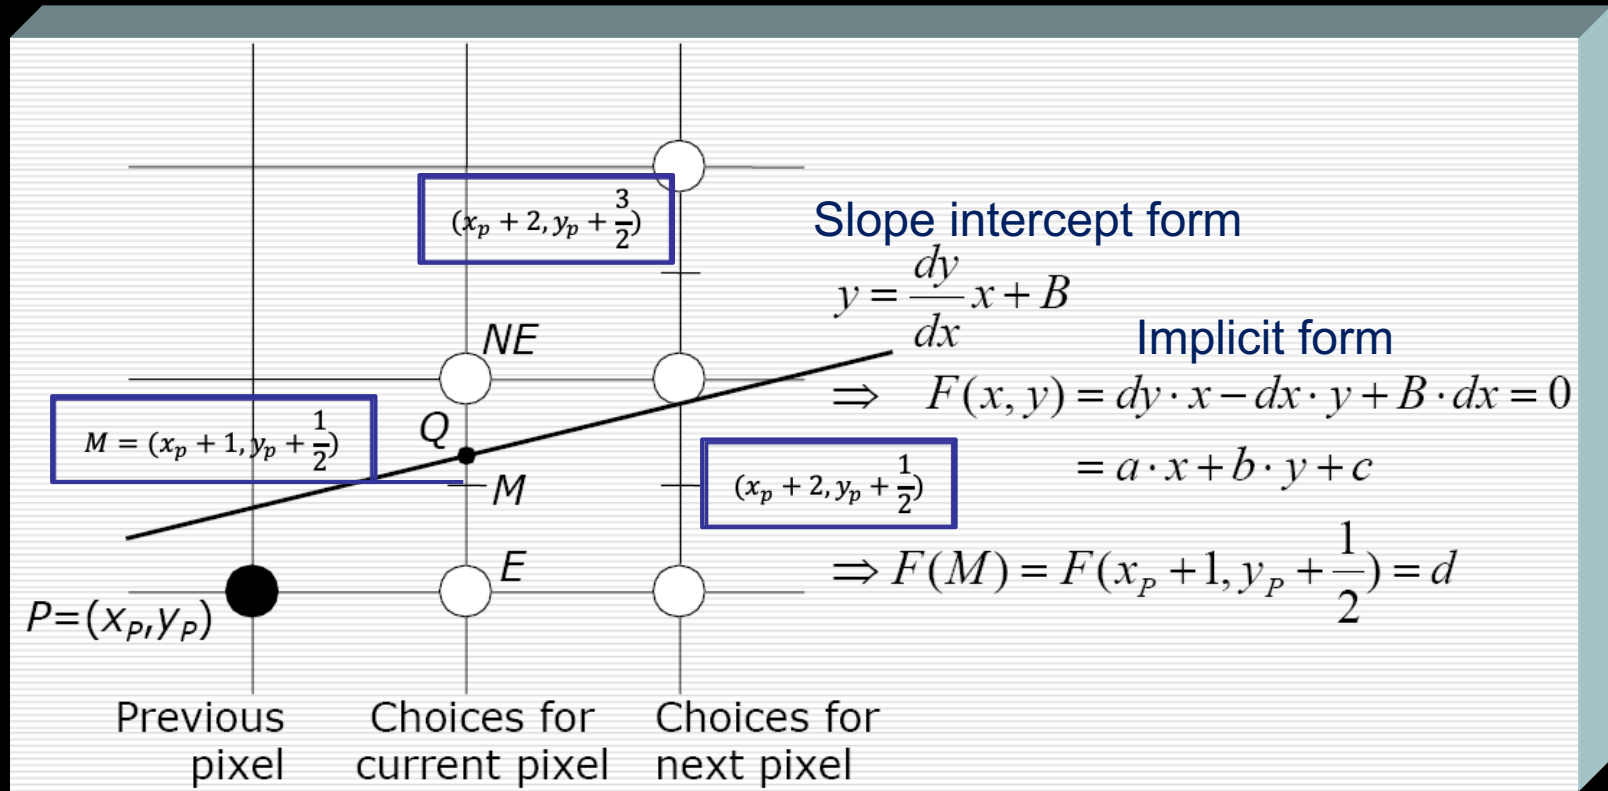 (x_p + 2, y_p + 3/2)
Slope intercept form
y = dy/dx x + B
NE
Implicit form
⇒ F(x, y) = dy · x − dx · y + B · dx = 0
M = (x_p + 1, y_p + 1/2)
Q
= a · x + b · y + c
M
(x_p + 2, y_p + 1/2)
E
⇒ F(M) = F(x_P + 1, y_P + 1/2) = d
P=(x_P,y_P)
Previous
pixel
Choices for
current pixel
Choices for
next pixel